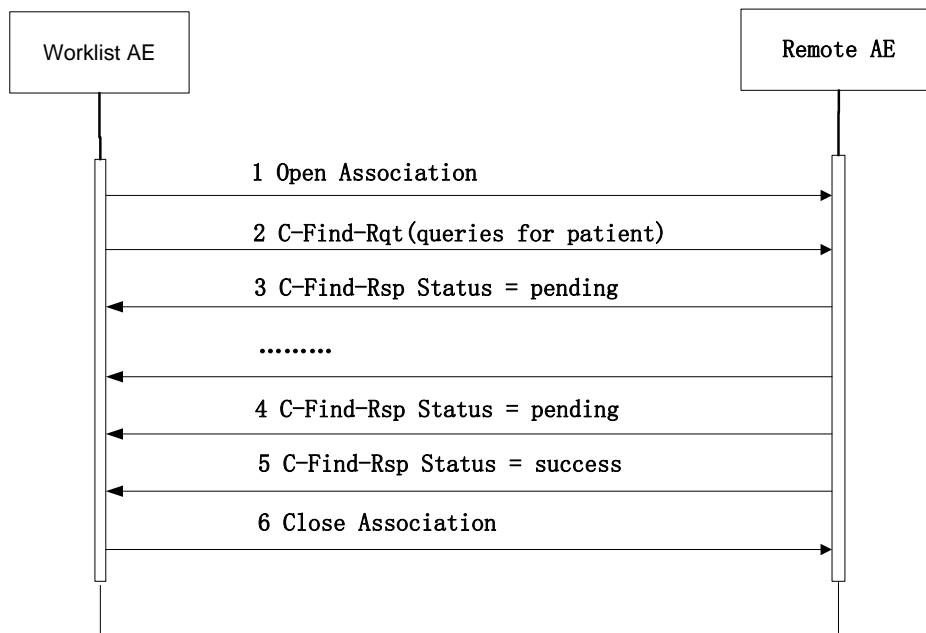 Worklist AE
Remote AE
1 Open Association
2 C-Find-Rqt(queries for patient)
3 C-Find-Rsp Status = pending
………
4 C-Find-Rsp Status = pending
5 C-Find-Rsp Status = success
6 Close Association